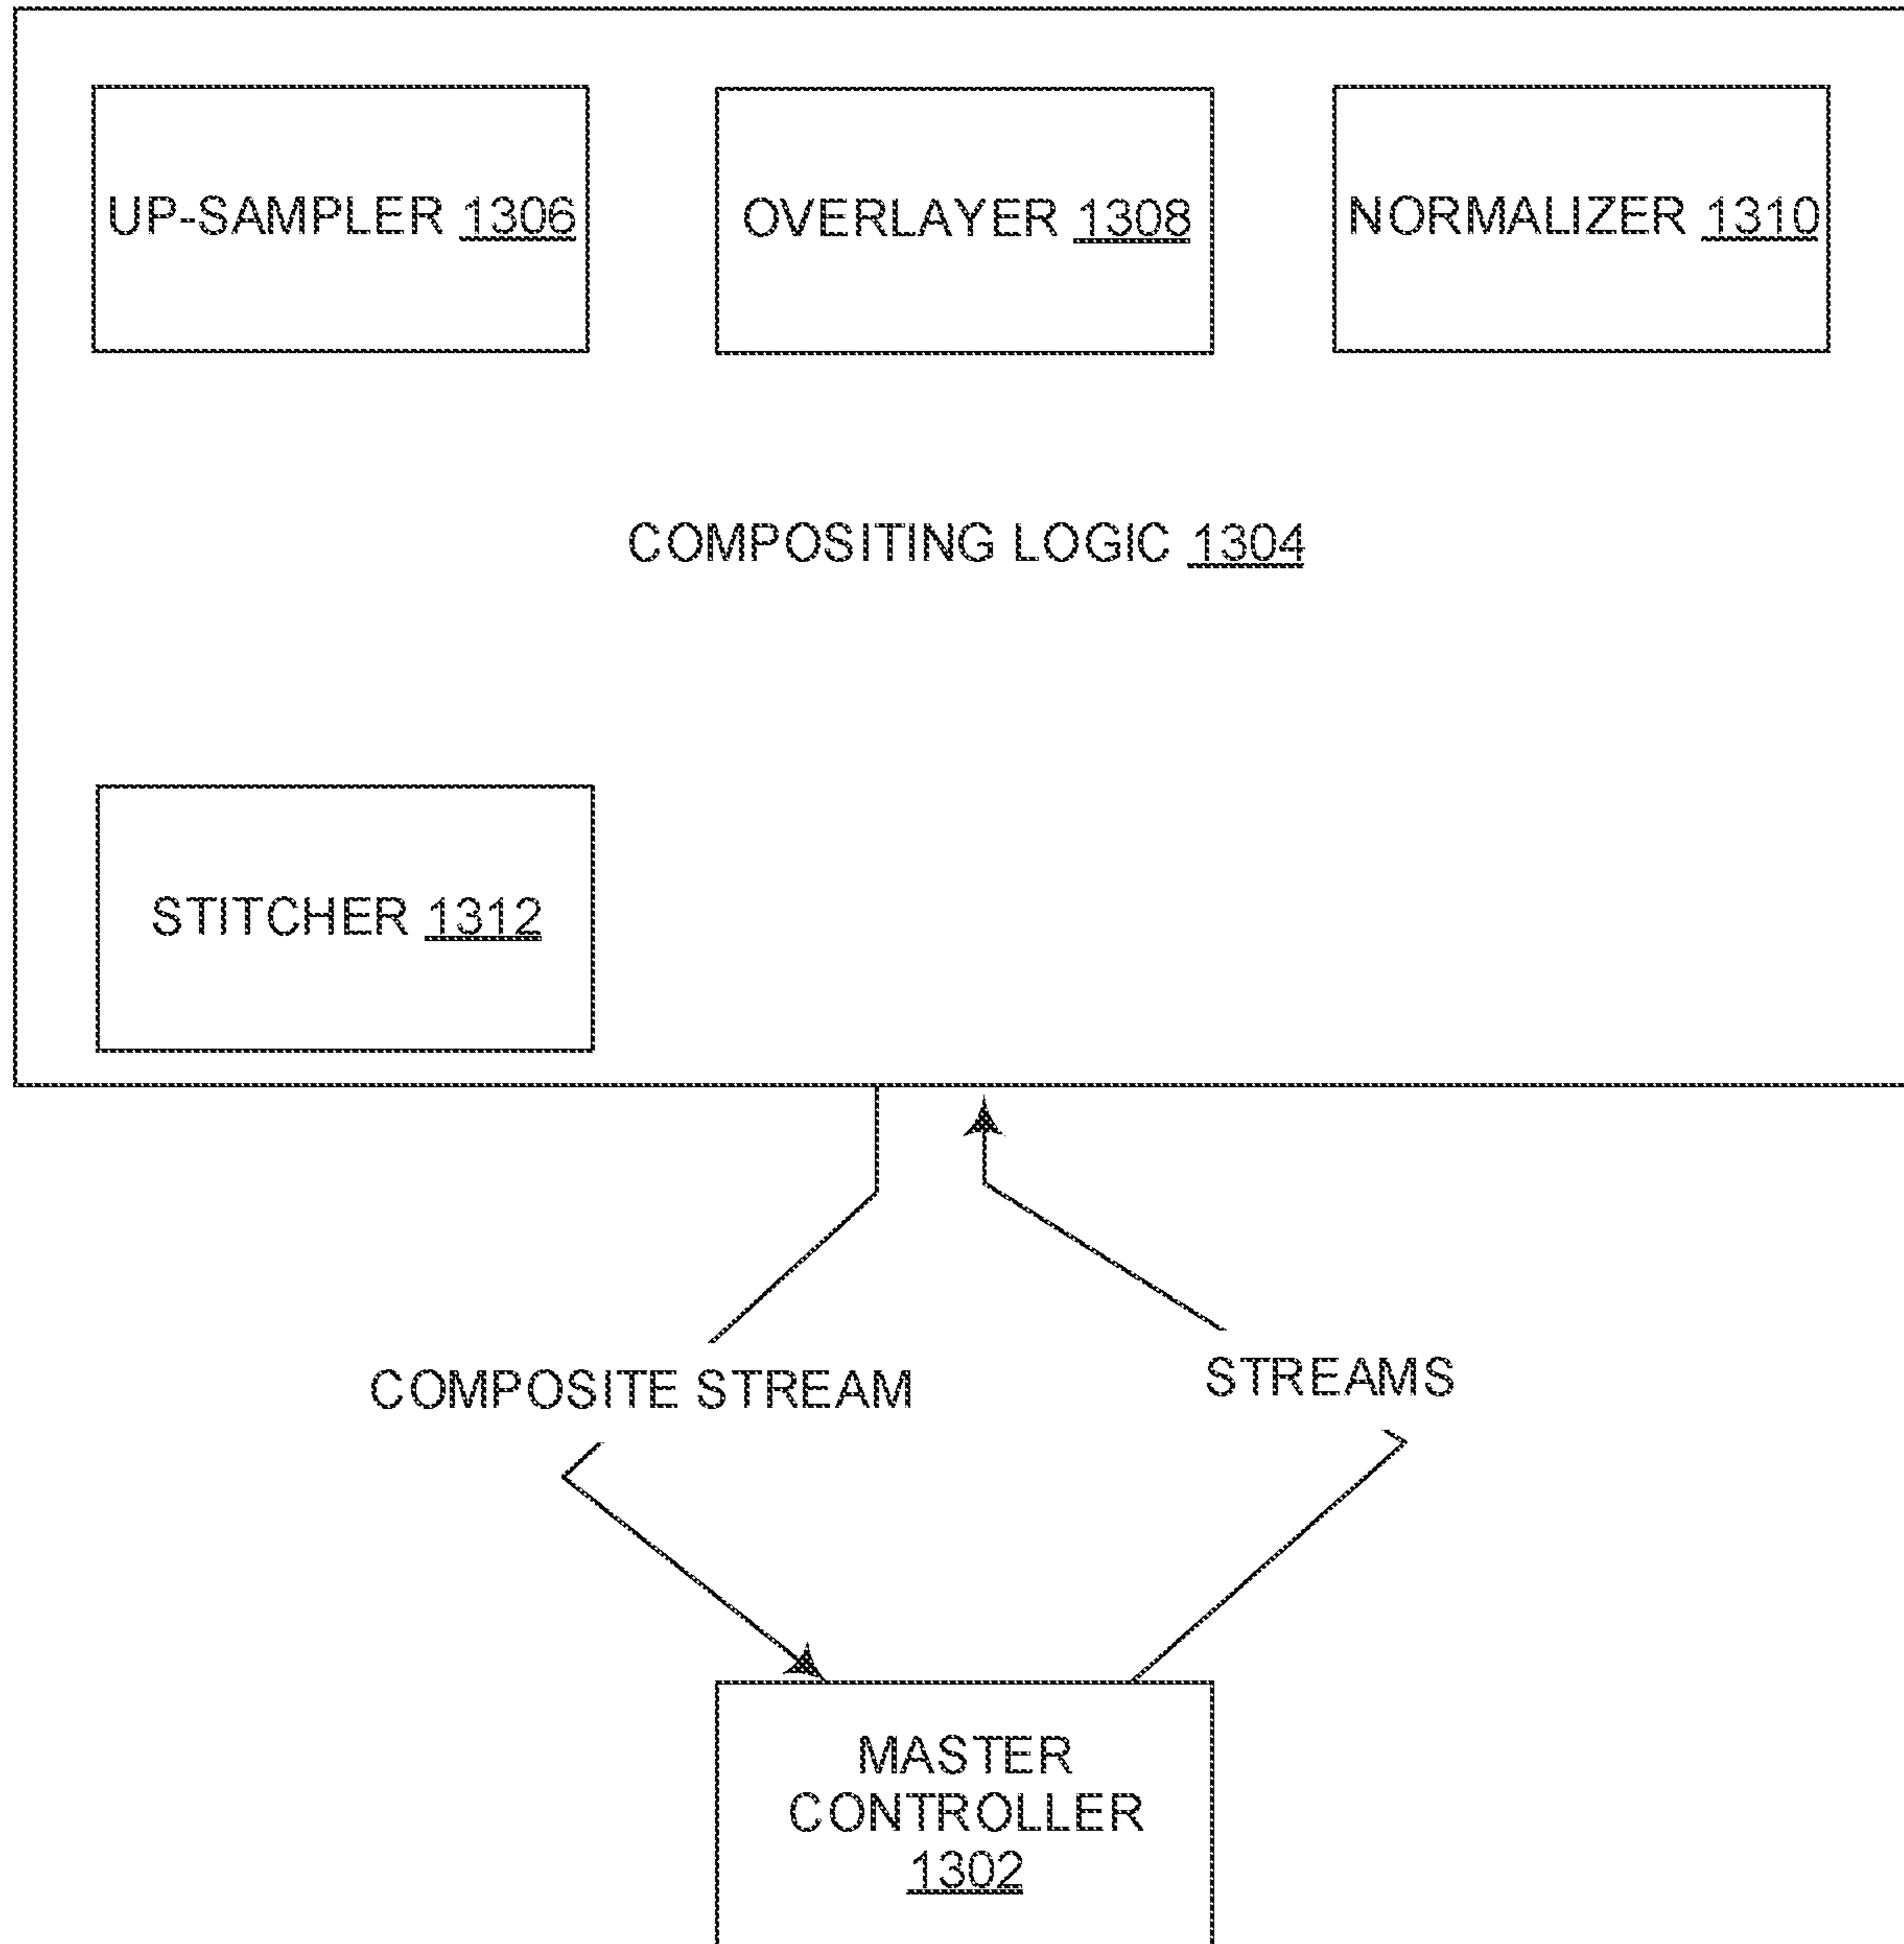 UP-SAMPLER 1306
OVERLAYER 1308
NORMALIZER 1310
COMPOSITING LOGIC 1304
STITCHER 1312
COMPOSITE STREAM
STREAMS
MASTER
CONTROLLER
1302